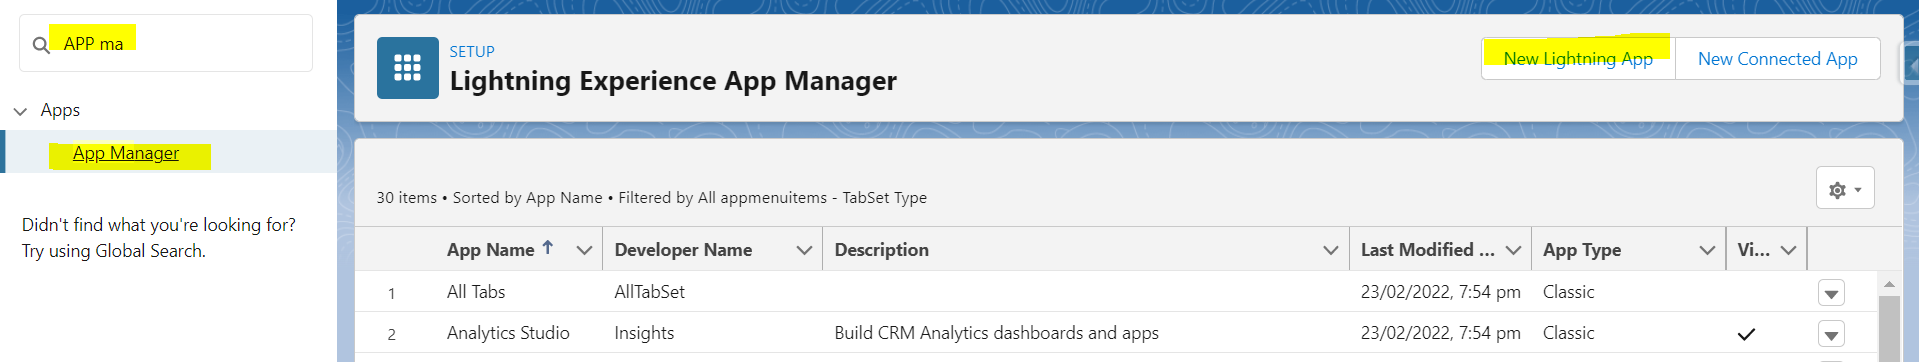 APP ma
Apps
App Manager
Didn't find what you're looking for?
Try using Global Search.
SETUP
Lightning Experience App Manager
New Lightning App New Connected App
30 items • Sorted by App Name • Filtered by All appmenuitems - TabSet Type
App Name Developer Name Description Last Modified ... App Type Vi...
1 All Tabs AllTabSet 23/02/2022, 7:54 pm Classic
2 Analytics Studio Insights Build CRM Analytics dashboards and apps 23/02/2022, 7:54 pm Classic